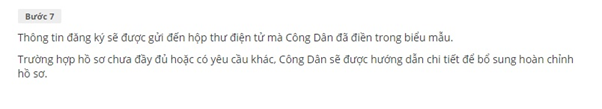 Bước 7
Thông tin đăng ký sẽ được gửi đến hộp thư điện tử mà Công Dân đã điền trong biểu mẫu.
Trường hợp hồ sơ chưa đầy đủ hoặc có yêu cầu khác, Công Dân sẽ được hướng dẫn chi tiết để bổ sung hoàn chỉnh
hồ sơ.